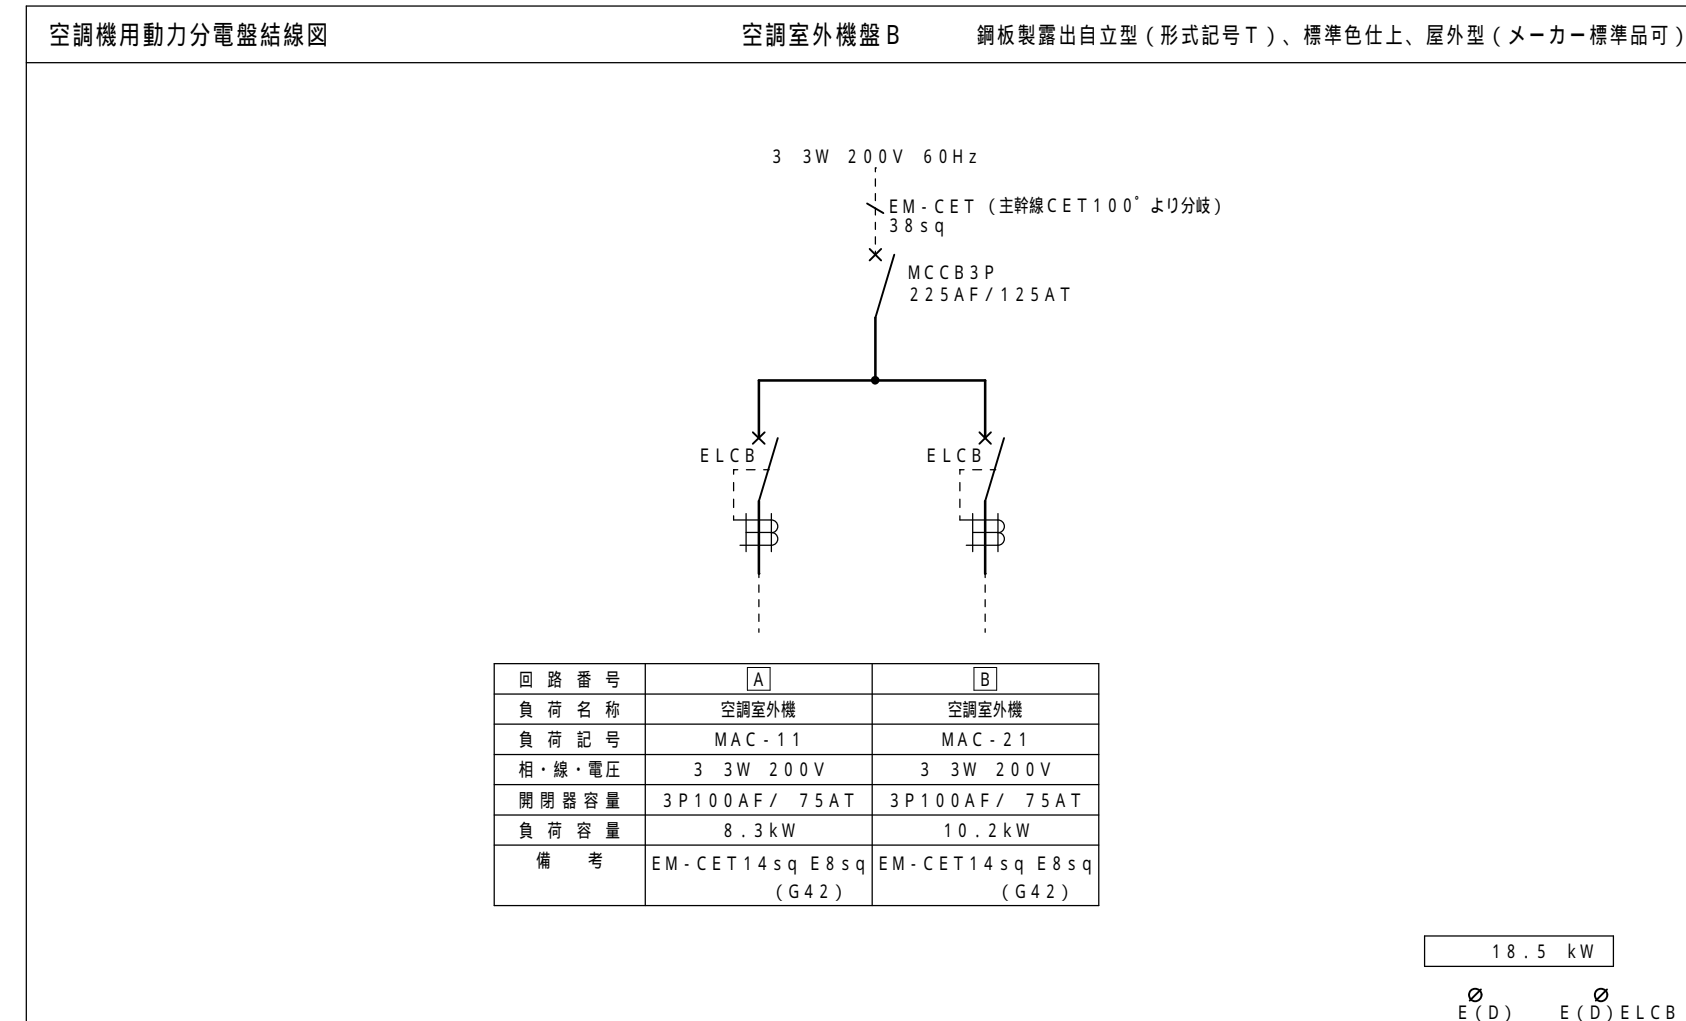 空調機用動力分電盤結線図 空調室外機盤B 鋼板製露出自立型(形式記号T)、標準色仕上、屋外型(メーカー標準品可)
3 3W 200V 60Hz
EM-CET (主幹線CET100°より分岐)
38sq
MCCB3P
225AF/125AT
ELCB ELCB
回路番号 A B
負荷名称 空調室外機 空調室外機
負荷記号 MAC-11 MAC-21
相・線・電圧 3 3W 200V 3 3W 200V
開閉器容量 3P100AF/ 75AT 3P100AF/ 75AT
負荷容量 8.3kW 10.2kW
備考 EM-CET14sq E8sq EM-CET14sq E8sq
(G42) (G42)
18.5 kW
E(D) E(D)ELCB